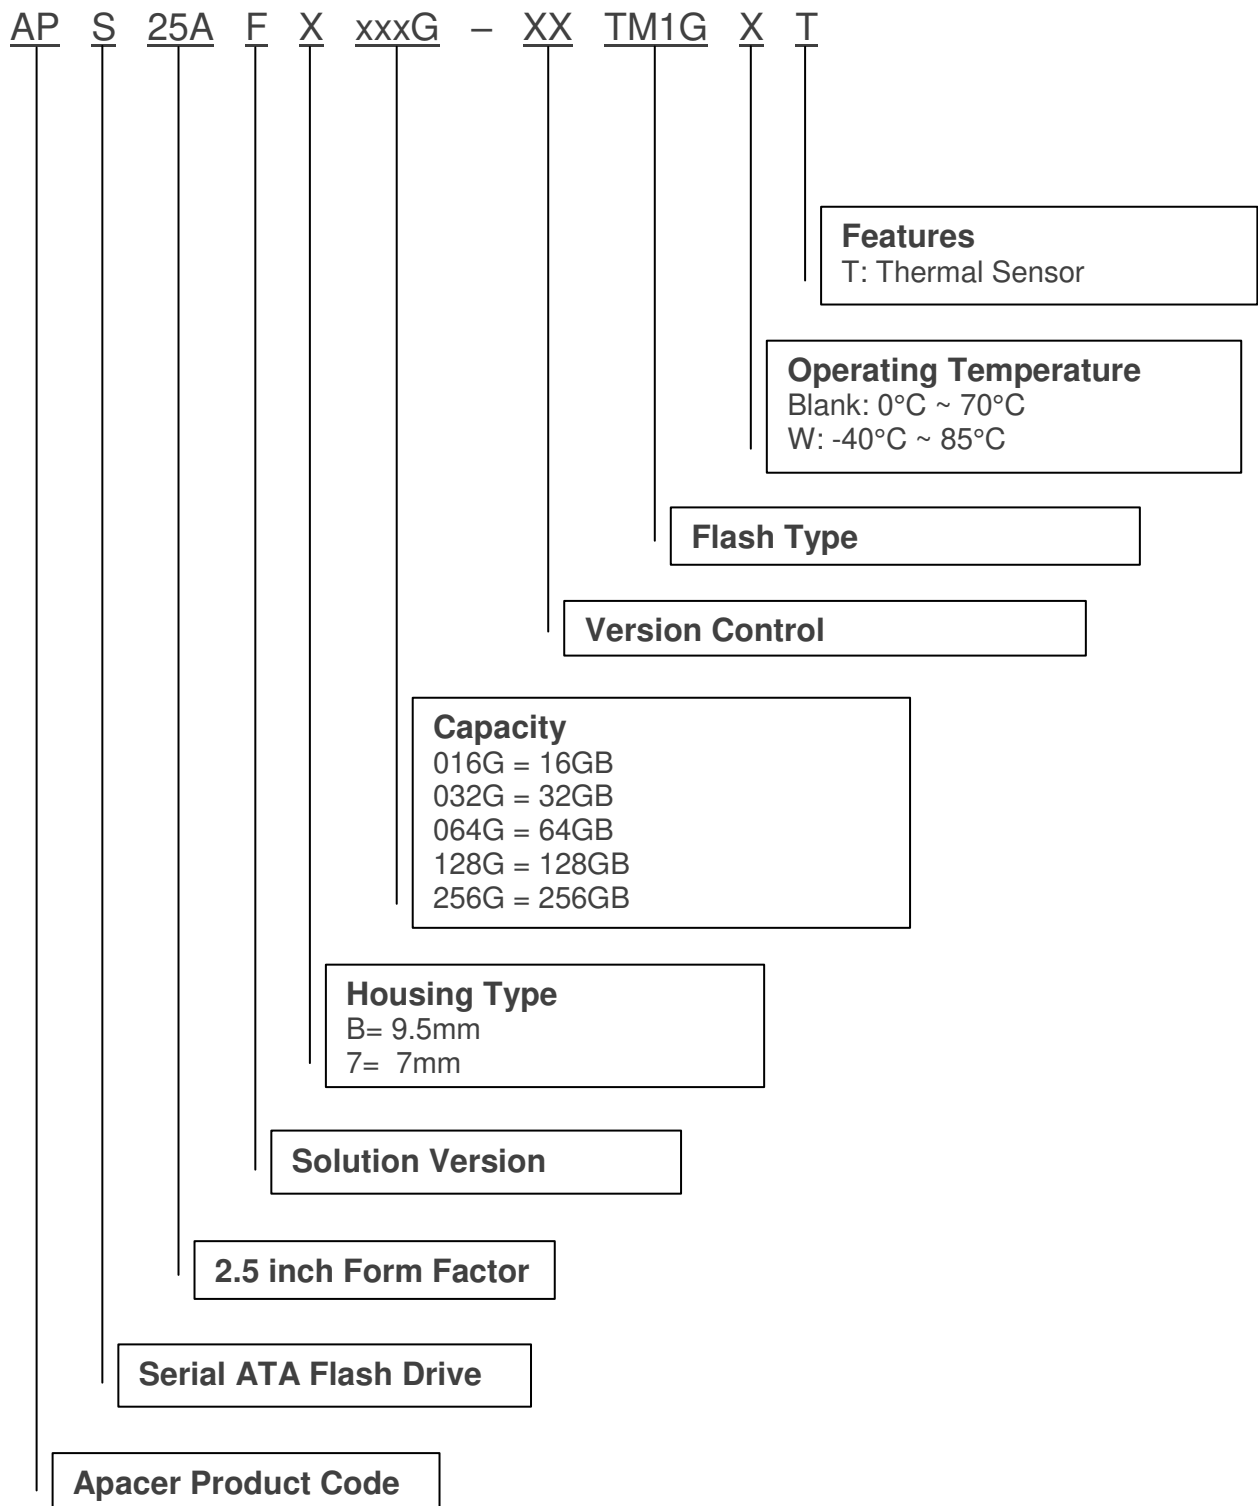 AP S 25A F X xxxG – XX TM1G X T
Features
T: Thermal Sensor
Operating Temperature
Blank: 0°C ~ 70°C
W: -40°C ~ 85°C
Flash Type
Version Control
Capacity
016G = 16GB
032G = 32GB
064G = 64GB
128G = 128GB
256G = 256GB
Housing Type
B= 9.5mm
7= 7mm
Solution Version
2.5 inch Form Factor
Serial ATA Flash Drive
Apacer Product Code